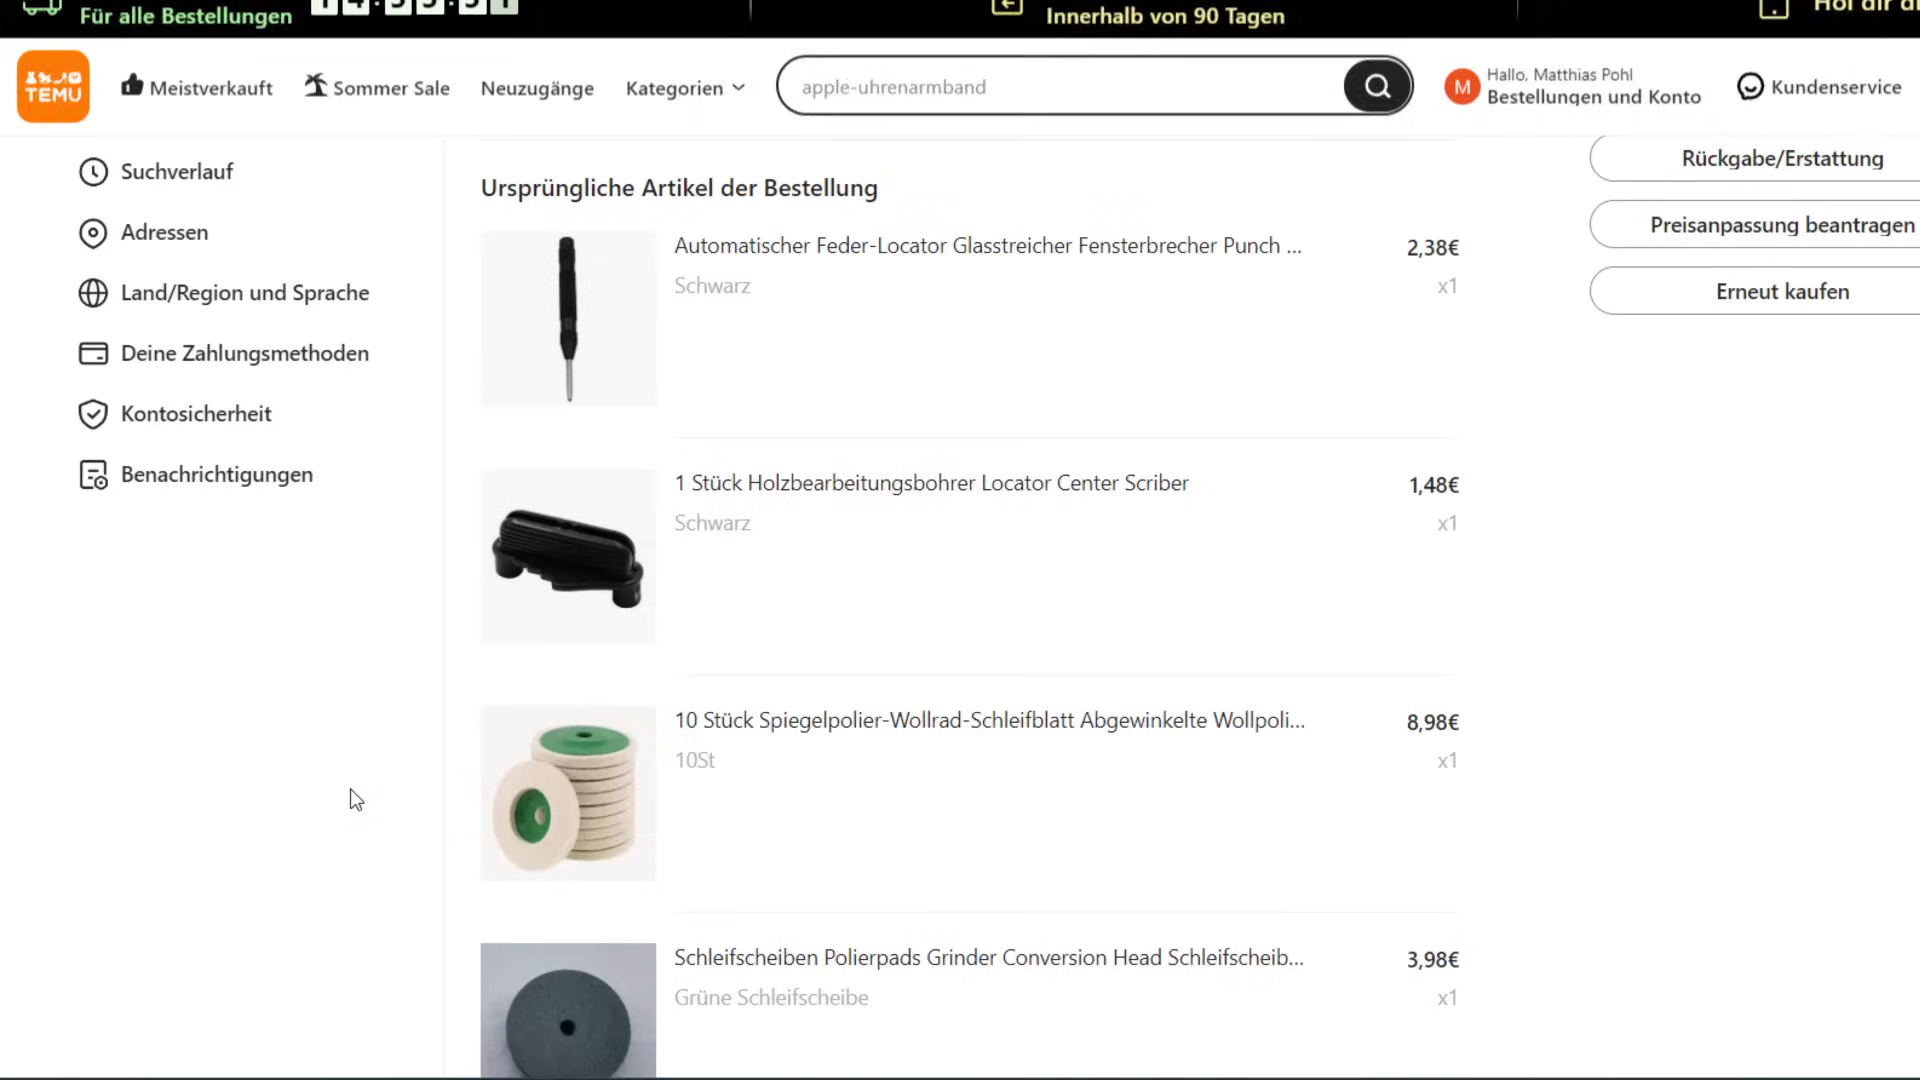 Für alle Bestellungen
Innerhalb von 90 Tagen
TEMU
Meistverkauft
Sommer Sale
Neuzugänge
Kategorien
apple-uhrenarmband
M
Hallo, Matthias Pohl
Bestellungen und Konto
Kundenservice
Suchverlauf
Adressen
Land/Region und Sprache
Deine Zahlungsmethoden
Kontosicherheit
Benachrichtigungen
Ursprüngliche Artikel der Bestellung
Automatischer Feder-Locator Glasstreicher Fensterbrecher Punch ...
2,38€
Schwarz
x1
1 Stück Holzbearbeitungsbohrer Locator Center Scriber
1,48€
Schwarz
x1
10 Stück Spiegelpolier-Wollrad-Schleifblatt Abgewinkelte Wollpoli...
8,98€
10St
x1
Schleifscheiben Polierpads Grinder Conversion Head Schleifscheib...
3,98€
Grüne Schleifscheibe
x1
Rückgabe/Erstattung
Preisanpassung beantragen
Erneut kaufen